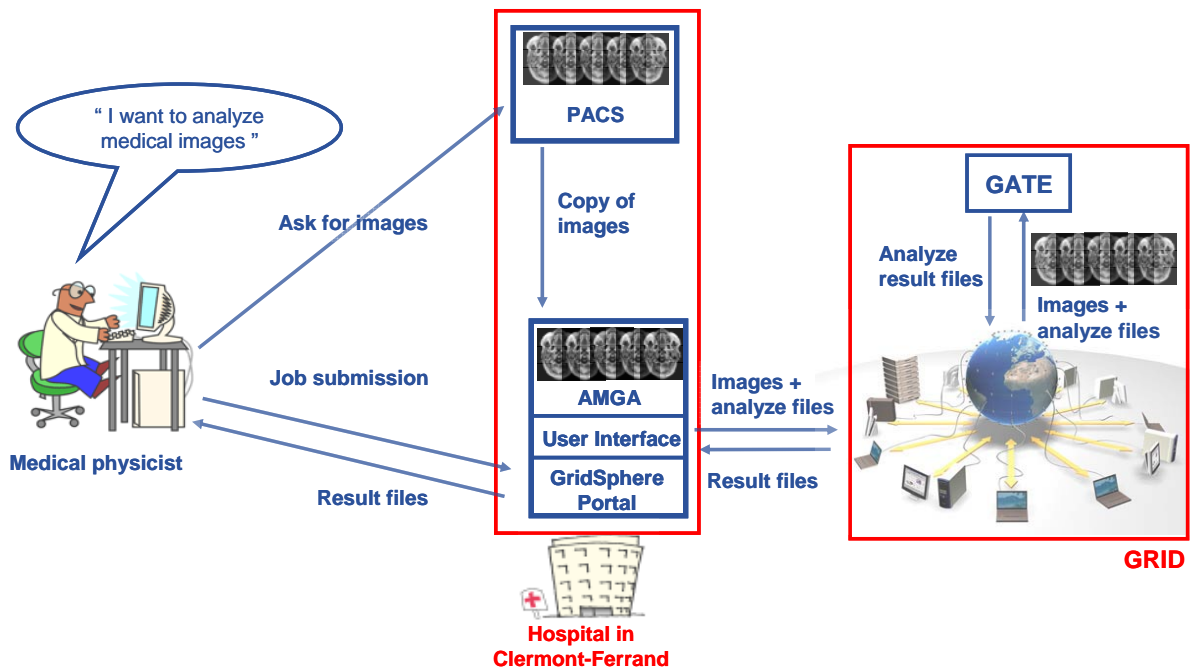 “ I want to analyze
medical images ”
PACS
Ask for images
Copy of
images
GATE
Analyze
result files
Images +
analyze files
Medical physicist
Job submission
Result files
AMGA
User Interface
GridSphere
Portal
Images +
analyze files
Result files
GRID
Hospital in
Clermont-Ferrand